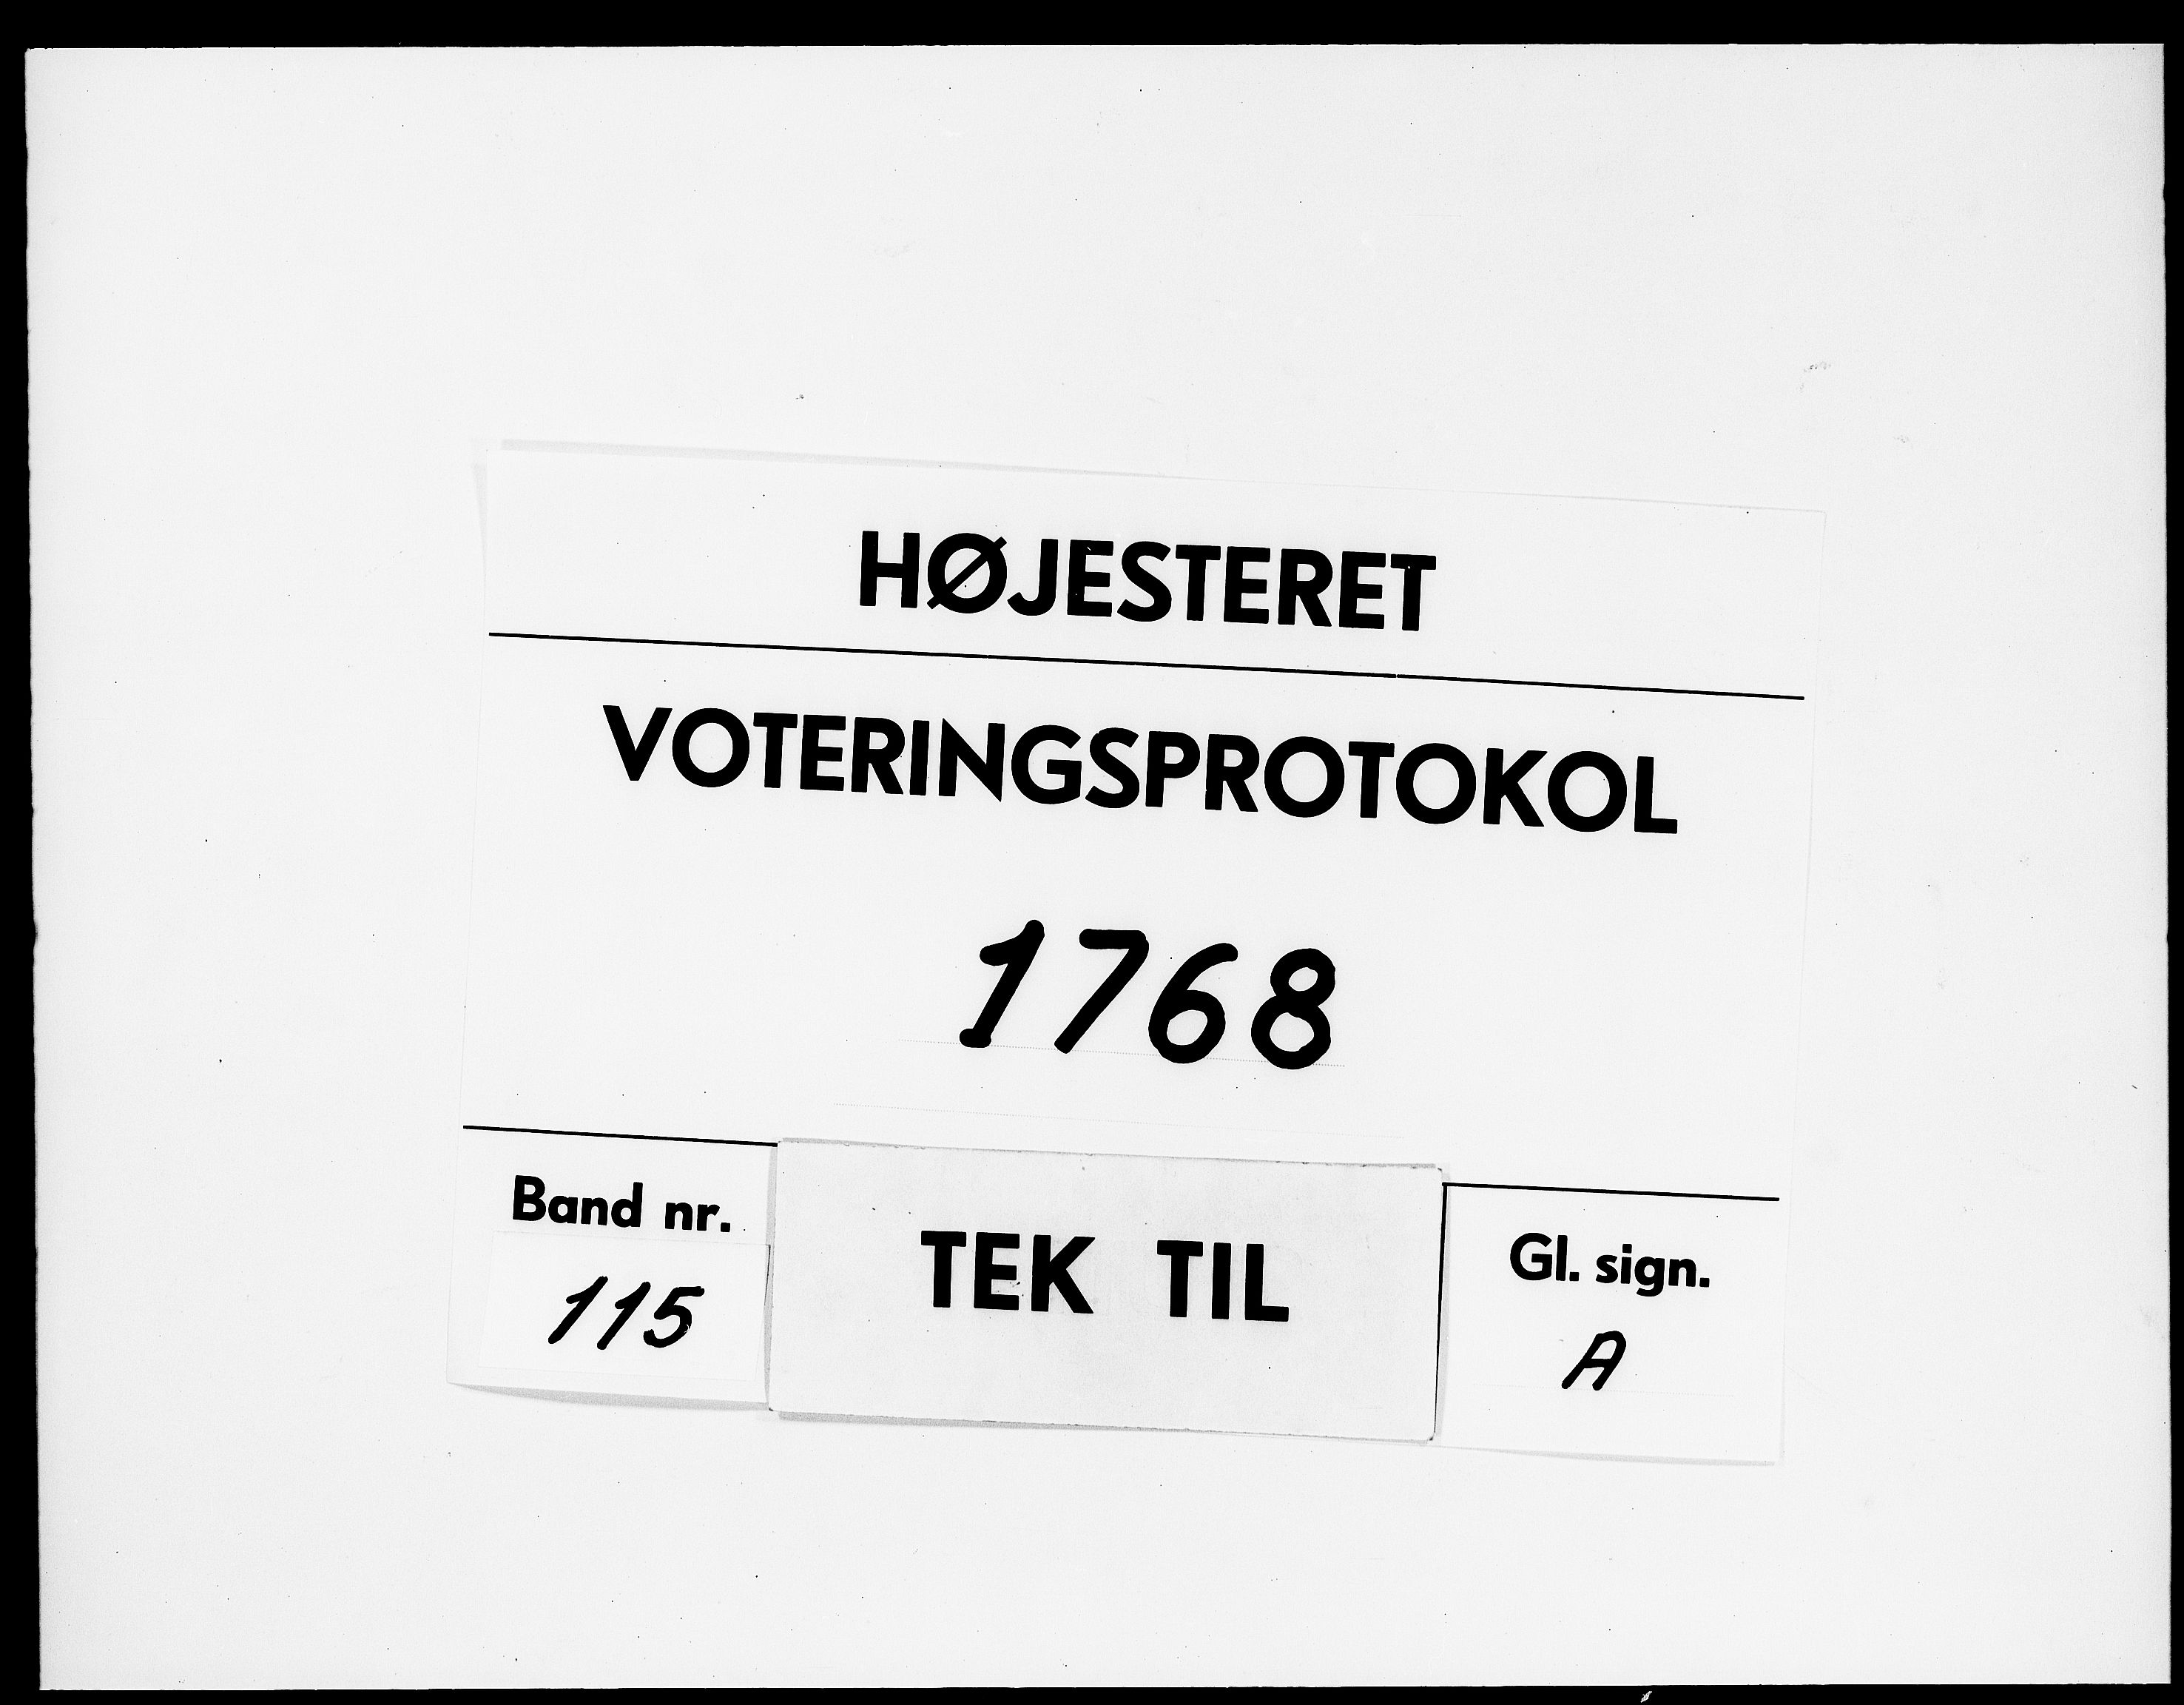 HØJESTERET
VOTERINGSPROTOKOL
1768
Band nr.
115
TEK TIL
Gl. sign.
A